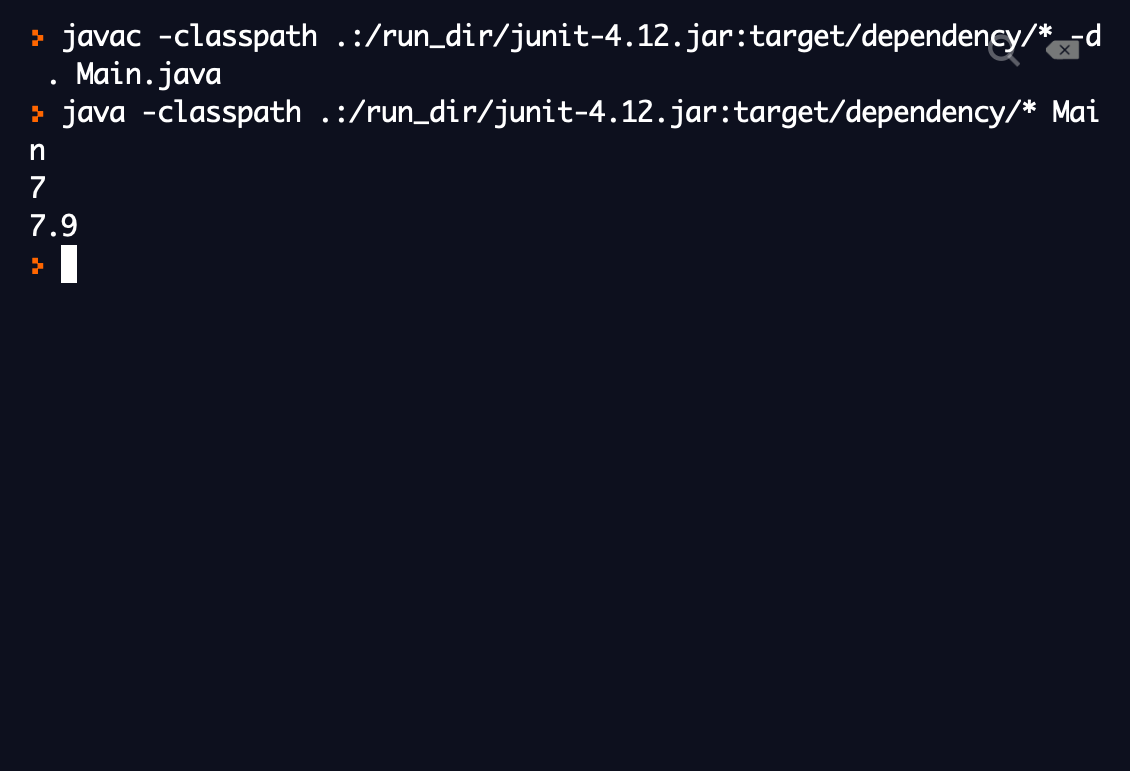 javac -classpath .:/run_dir/junit-4.12.jar:target/dependency/* -d
. Main.java
java -classpath .:/run_dir/junit-4.12.jar:target/dependency/* Mai
n
7
7.9